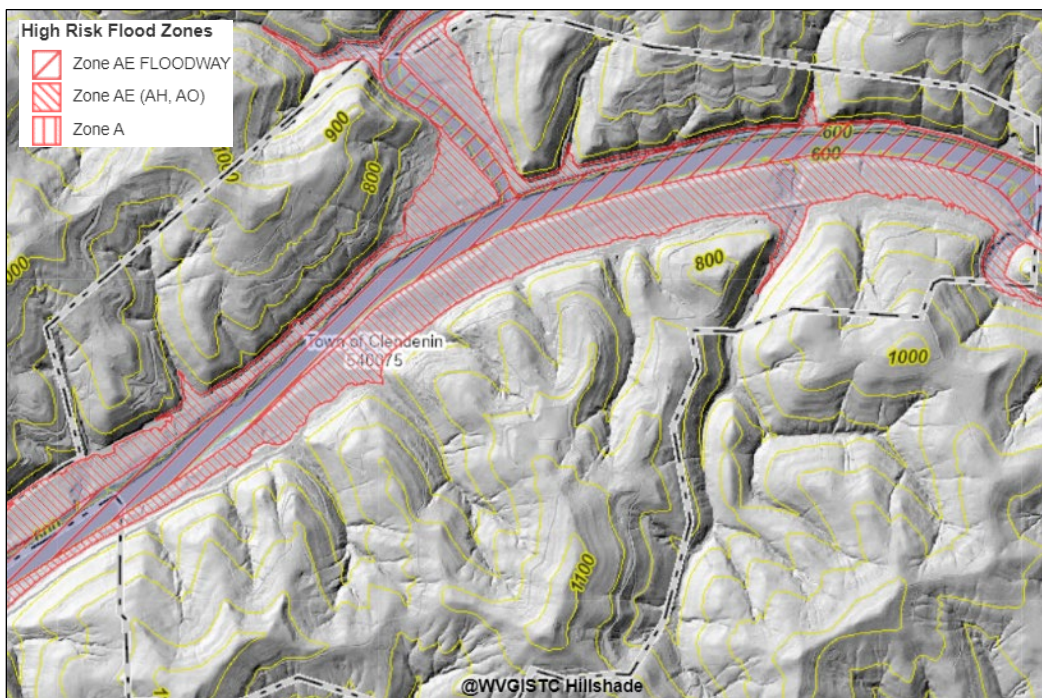 High Risk Flood Zones
Zone AE FLOODWAY
Zone AE (AH, AO)
Zone A
900
800
600
600
800
Town of Clendenin
540075
1000
600
1100
@WVGISTC Hillshade